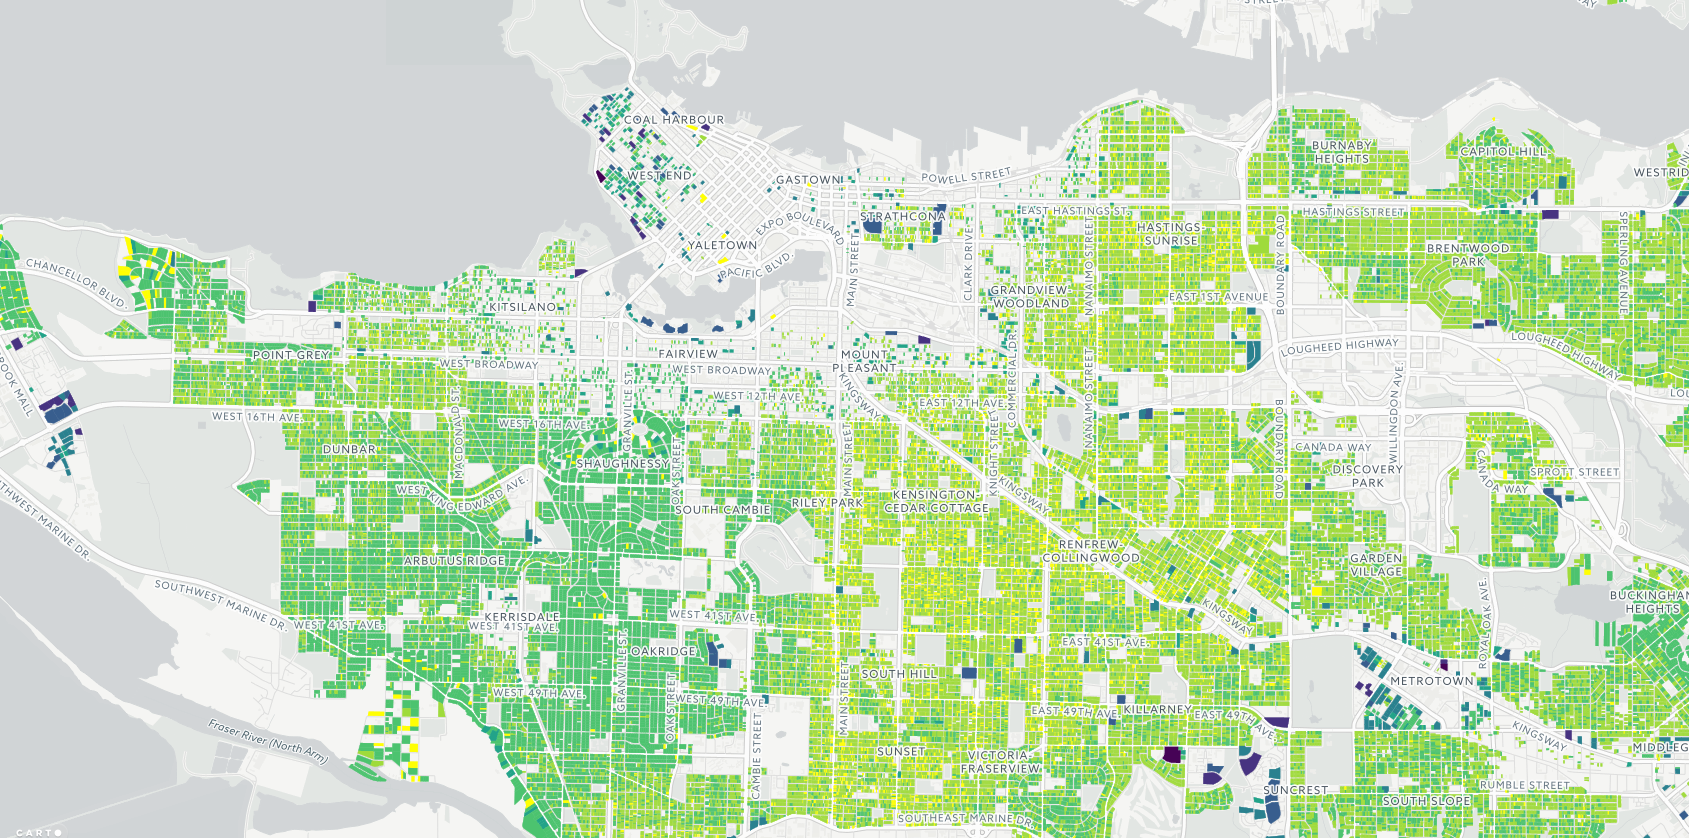 STREET
WAY
COAL HARBOUR
BURNABY
HEIGHTS
CAPITOL HILL
WEST END
GASTOWN
POWELL STREET
WESTRID
STRATHCONA
EAST HASTINGS ST.
HASTINGS STREET
EXPO BOULEVARD
HASTINGS-
SUNRISE
YALETOWN
BRENTWOOD
PARK
PACIFIC BLVD.
MAIN STREET
CLARK DRIVE
NANAIMO STREET
BOUNDARY ROAD
SPERLING AVENUE
CHANCELLOR BLVD.
GRANDVIEW-
WOODLAND
EAST 1ST AVENUE
KITSILANO
POINT GREY
FAIRVIEW
MOUNT
PLEASANT
LOUGHEED HIGHWAY
LOUGHEED HIGHWAY
WEST BROADWAY
WEST BROADWAY
COMMERCIAL DR.
NANAIMO STREET
WILLINGDON AVE.
LOU
WEST 12TH AVE.
EAST 12TH AVE.
KINGSWAY
WEST 16TH AVE.
WEST 16TH AVE.
MACDONALD ST.
GRANVILLE ST.
OAK STREET
MAIN STREET
KNIGHT STREET
BOUNDARY ROAD
DUNBAR
SHAUGHNESSY
CANADA WAY
DISCOVERY
PARK
SPROTT STREET
CANADA WAY
WEST KING EDWARD AVE.
SOUTH CAMBIE
RILEY PARK
KENSINGTON-
CEDAR COTTAGE
KINGSWAY
THWEST MARINE DR.
ARBUTUS RIDGE
RENFREW-
COLLINGWOOD
GARDEN
VILLAGE
SOUTHWEST MARINE DR.
BUCKINGHAM
HEIGHTS
KERRISDALE
WEST 41ST AVE.
WEST 41ST AVE.
WEST 41ST AVE.
KINGSWAY
ROYAL OAK AVE.
EAST 41ST AVE.
OAKRIDGE
GRANVILLE ST.
OAK STREET
MAIN STREET
SOUTH HILL
METROTOWN
WEST 49TH AVE.
WEST 49TH AVE.
EAST 49TH AVE.
KILLARNEY
EAST 49TH AVE.
CAMBIE STREET
Fraser River (North Arm)
KINGSWAY
SUNSET
VICTORIA-
FRASERVIEW
MIDDLEG
SUNCREST
RUMBLE STREET
SOUTH SLOPE
SOUTHEAST MARINE DR.
CARTO